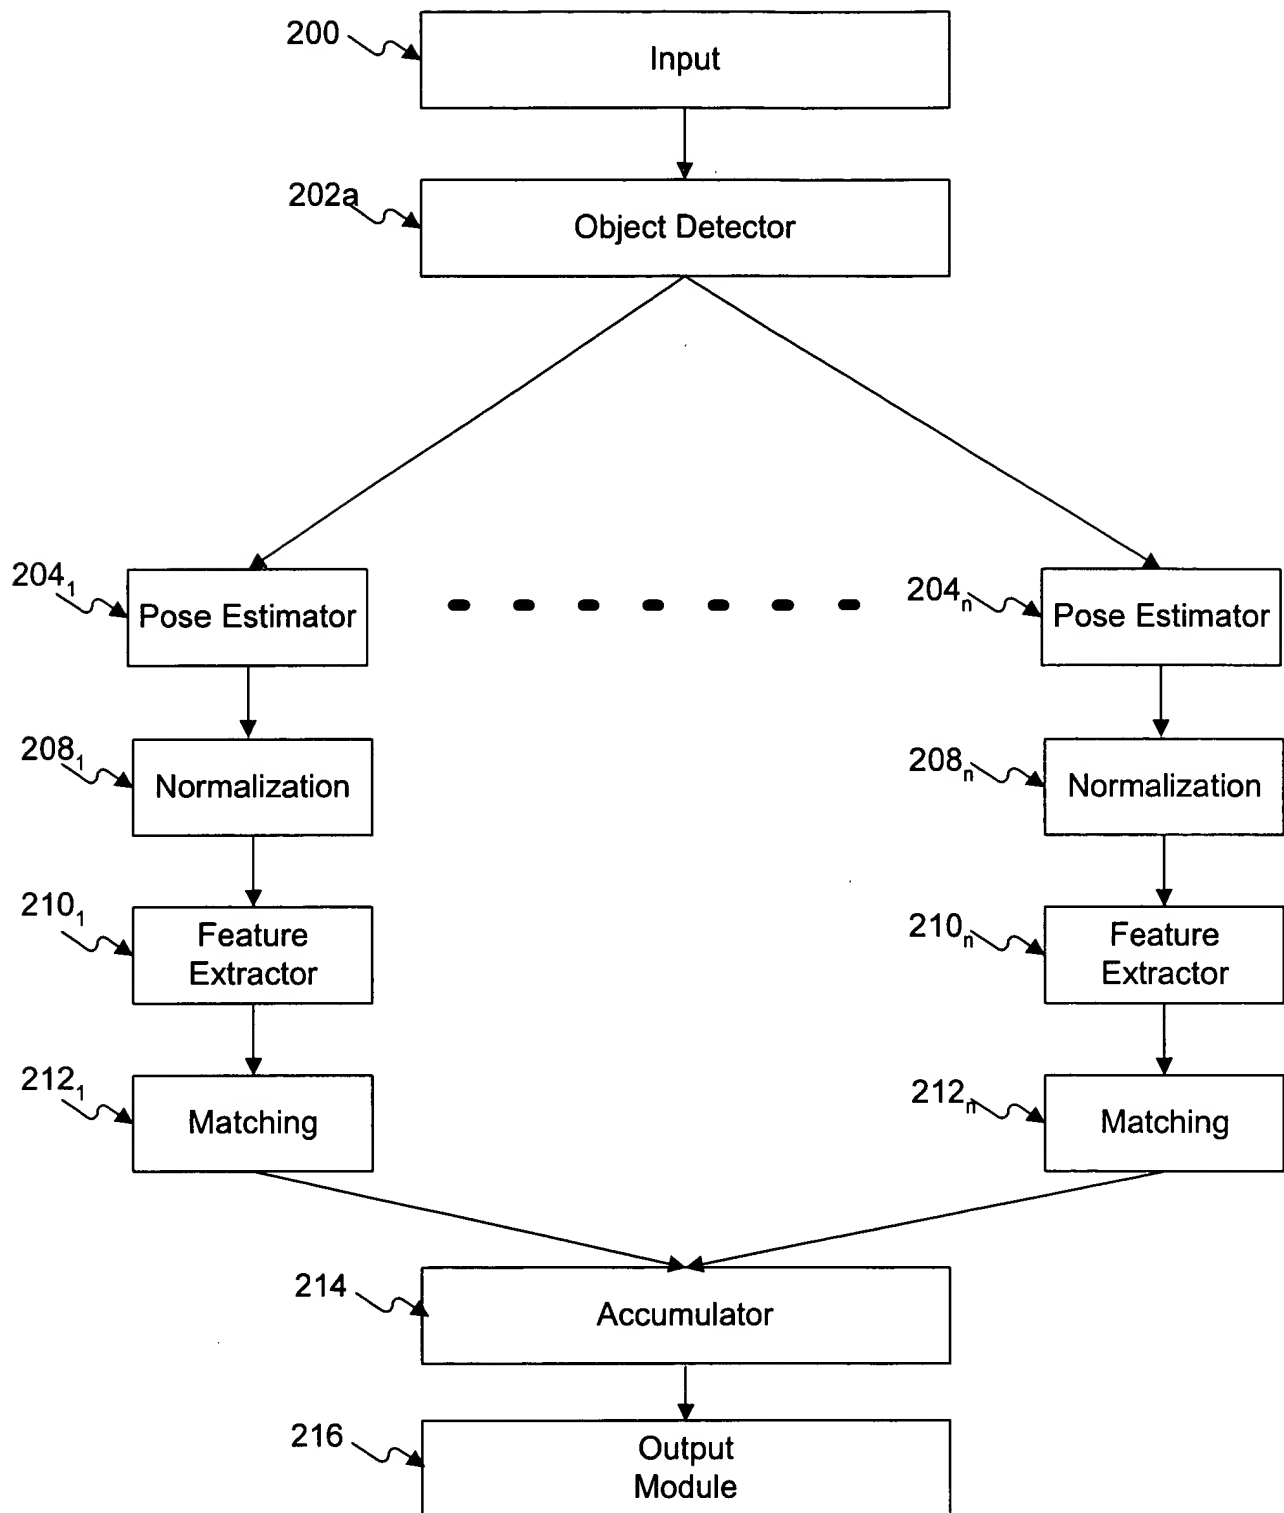 200
Input
202a
Object Detector
204₁
Pose Estimator
204ₙ
Pose Estimator
208₁
Normalization
208ₙ
Normalization
210₁
Feature
Extractor
210ₙ
Feature
Extractor
212₁
Matching
212ₙ
Matching
214
Accumulator
216
Output
Module